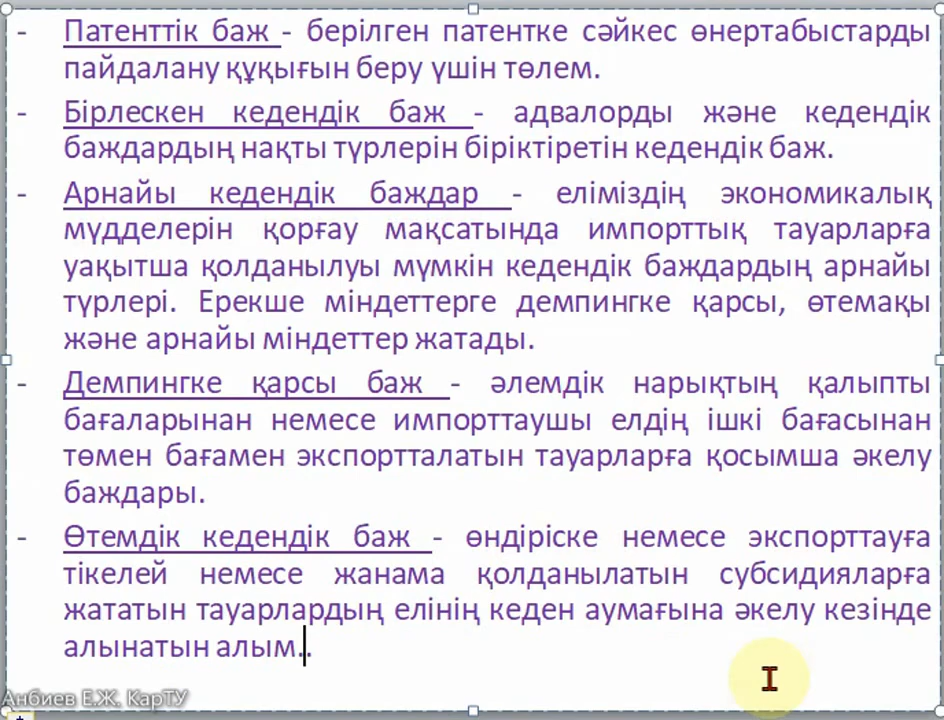 - Патенттік баж - берілген патентке сәйкес өнертабыстарды
пайдалану құқығын беру үшін төлем.
- Бірлескен кедендік баж - адвалорды және кедендік
баждардың нақты түрлерін біріктіретін кедендік баж.
- Арнайы кедендік баждар - еліміздің экономикалық
мүдделерін қорғау мақсатында импорттық тауарларға
уақытша қолданылуы мүмкін кедендік баждардың арнайы
түрлері. Ерекше міндеттерге демпингке қарсы, өтемақы
және арнайы міндеттер жатады.
- Демпингке қарсы баж - әлемдік нарықтың қалыпты
бағаларынан немесе импорттаушы елдің ішкі бағасынан
төмен бағамен экспортталатын тауарларға қосымша әкелу
баждары.
- Өтемдік кедендік баж - өндіріске немесе экспорттауға
тікелей немесе жанама қолданылатын субсидияларға
жататын тауарлардың елінің кеден аумағына әкелу кезінде
алынатын алым..
Анбиев Е.Ж. КарТУ